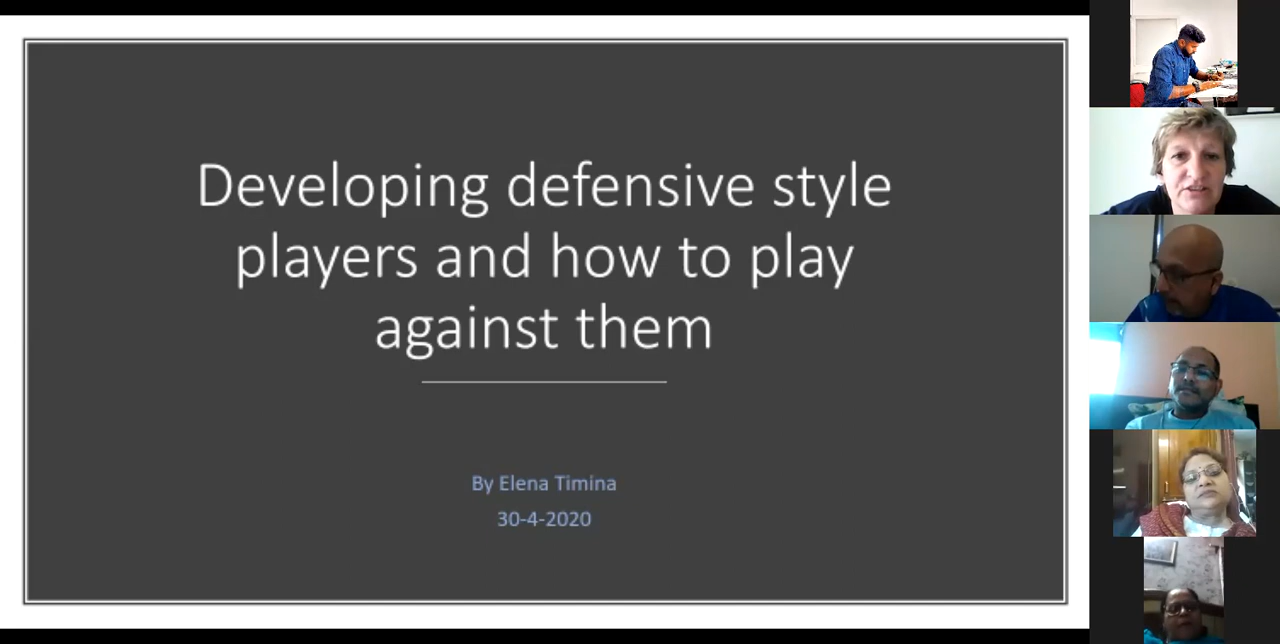 Developing defensive style
players and how to play
against them
By Elena Timina
30-4-2020